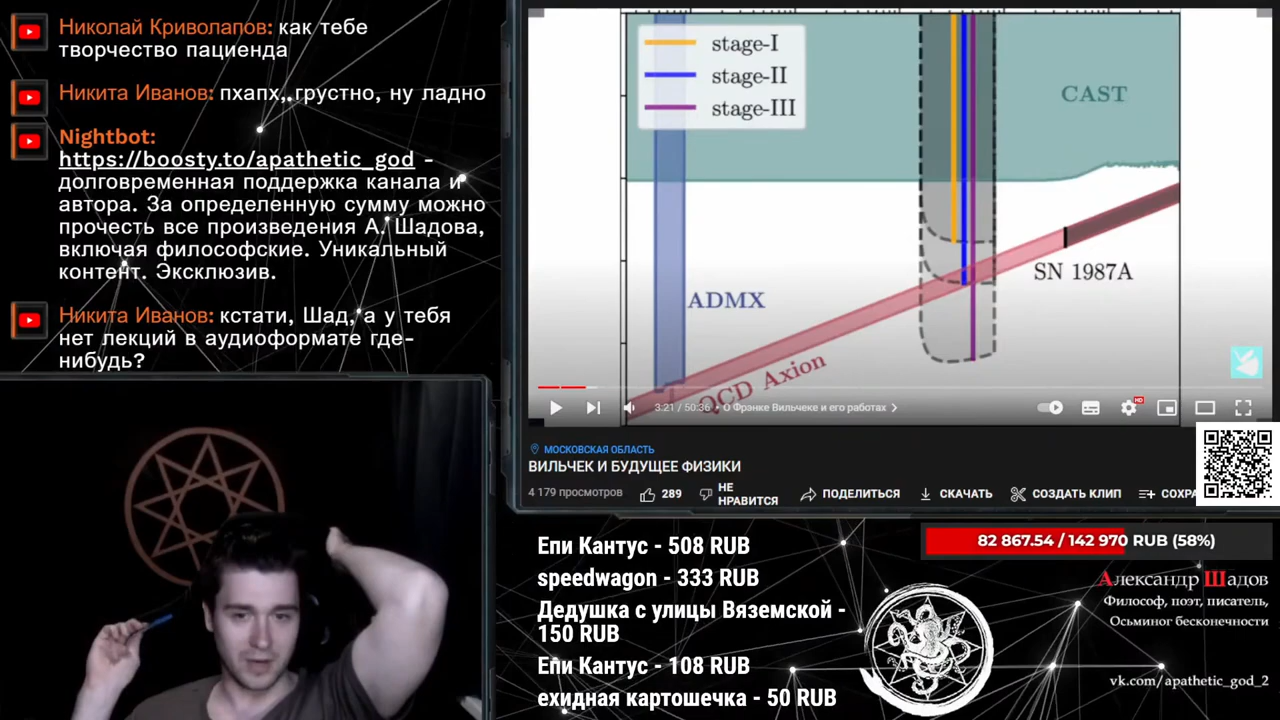 Николай Криволапов: как тебе
творчество пациенда
Никита Иванов: пхапх, грустно, ну ладно
Nightbot:
https://boosty.to/apathetic_god -
долговременная поддержка канала и
автора. За определенную сумму можно
прочесть все произведения А. Шадова,
включая философские. Уникальный
контент. Эксклюзив.
Никита Иванов: кстати, Шад, а у тебя
нет лекций в аудиоформате где-
нибудь?
stage-I
stage-II
stage-III
CAST
SN 1987A
ADMX
QCD Axion
3:21 / 50:36 • О Фрэнке Вильчеке и его работах
HD
МОСКОВСКАЯ ОБЛАСТЬ
ВИЛЬЧЕК И БУДУЩЕЕ ФИЗИКИ
4 179 просмотров
289
НЕ
НРАВИТСЯ
ПОДЕЛИТЬСЯ
СКАЧАТЬ
СОЗДАТЬ КЛИП
СОХРА
Епи Кантус - 508 RUB
speedwagon - 333 RUB
Дедушка с улицы Вяземской -
150 RUB
Епи Кантус - 108 RUB
ехидная картошечка - 50 RUB
82 867.54 / 142 970 RUB (58%)
Александр Шадов
Философ, поэт, писатель,
Осьминог бесконечности
vk.com/apathetic_god_2